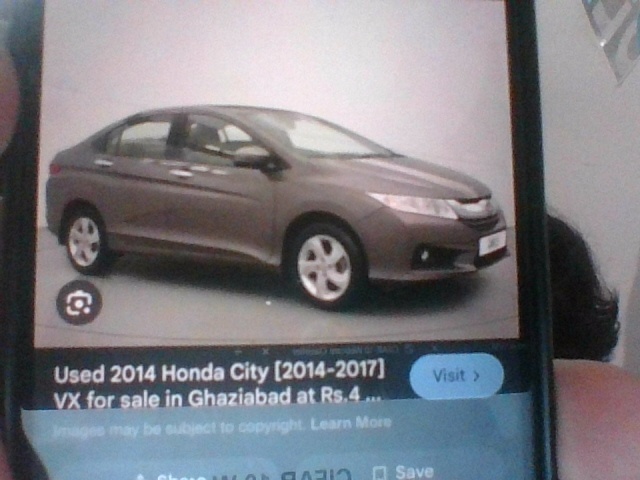 Used 2014 Honda City [2014-2017]
VX for sale in Ghaziabad at Rs.4 ...
Visit >
Images may be subject to copyright. Learn More
Share
Save